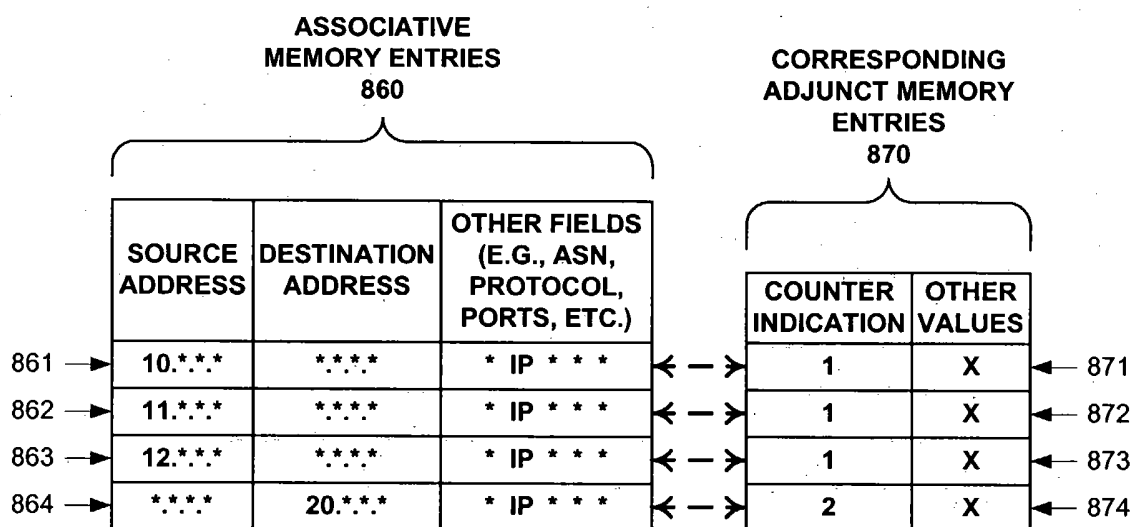 ASSOCIATIVE
MEMORY ENTRIES
860
CORRESPONDING
ADJUNCT MEMORY
ENTRIES
870
SOURCE ADDRESS
DESTINATION ADDRESS
OTHER FIELDS
(E.G., ASN,
PROTOCOL,
PORTS, ETC.)
COUNTER INDICATION
OTHER VALUES
861 10.*.*.* *.*.*.* * IP * * * 1 X 871
862 11.*.*.* *.*.*.* * IP * * * 1 X 872
863 12.*.*.* *.*.*.* * IP * * * 1 X 873
864 *.*.*.* 20.*.*.* * IP * * * 2 X 874